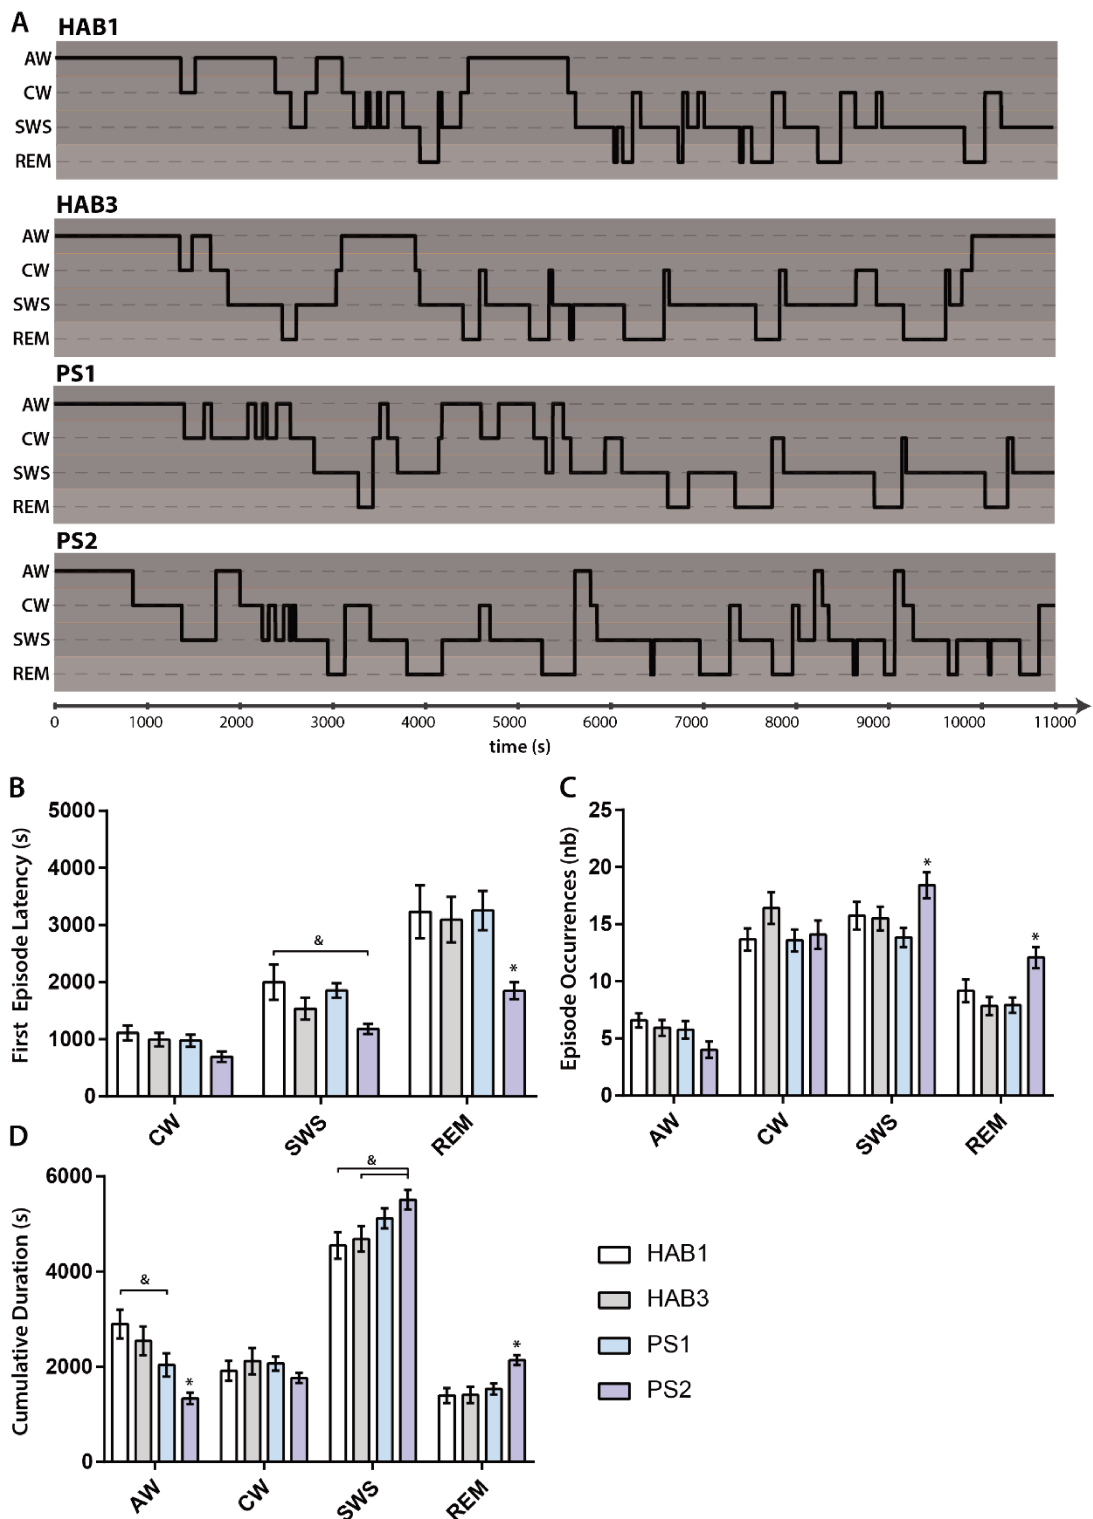 A
HAB1
AW
CW
SWS
REM
HAB3
AW
CW
SWS
REM
PS1
AW
CW
SWS
REM
PS2
AW
CW
SWS
REM
0 1000 2000 3000 4000 5000 6000 7000 8000 9000 10000 11000
time (s)
B
First Episode Latency (s)
5000
4000
3000
2000
1000
0
&
*
CW SWS REM
C
Episode Occurrences (nb)
25
20
15
10
5
0
*
*
AW CW SWS REM
D
Cumulative Duration (s)
6000
4000
2000
0
&
*
&
*
AW CW SWS REM
HAB1
HAB3
PS1
PS2